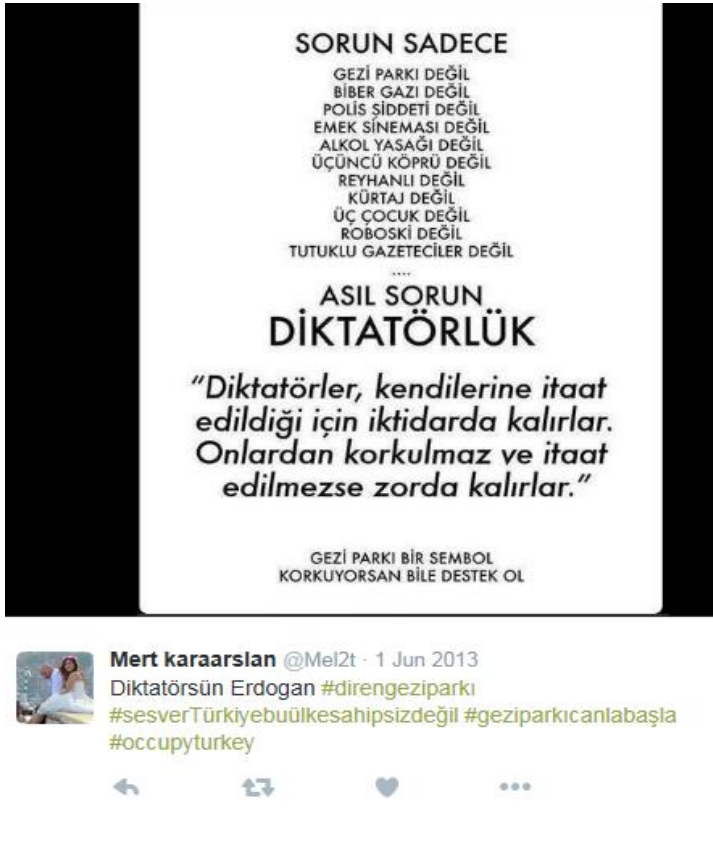 SORUN SADECE
GEZİ PARKI DEĞİL
BİBER GAZI DEĞİL
POLİS ŞİDDETİ DEĞİL
EMEK SİNEMASI DEĞİL
ALKOL YASAĞI DEĞİL
ÜÇÜNCÜ KÖPRÜ DEĞİL
REYHANLI DEĞİL
KÜRTAJ DEĞİL
ÜÇ ÇOCUK DEĞİL
ROBOSKİ DEĞİL
TUTUKLU GAZETECİLER DEĞİL
....
ASIL SORUN
DİKTATÖRLÜK
“Diktatörler, kendilerine itaat
edildiği için iktidarda kalırlar.
Onlardan korkulmaz ve itaat
edilmezse zorda kalırlar.”
GEZİ PARKI BİR SEMBOL
KORKUYORSAN BİLE DESTEK OL
Mert karaarslan @Mel2t · 1 Jun 2013
Diktatörsün Erdogan #direngeziparkı
#sesverTürkiyebuülkesahipsizdeğil #geziparkıcanlabaşla
#occupyturkey